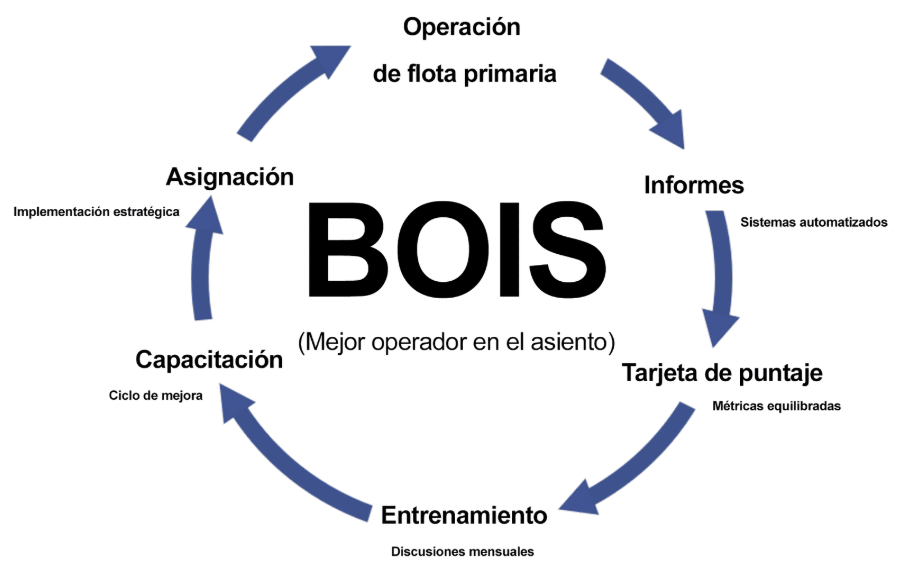 Operación
de flota primaria
Informes
Sistemas automatizados
Tarjeta de puntaje
Métricas equilibradas
Entrenamiento
Discusiones mensuales
Capacitación
Ciclo de mejora
Asignación
Implementación estratégica
BOIS
(Mejor operador en el asiento)